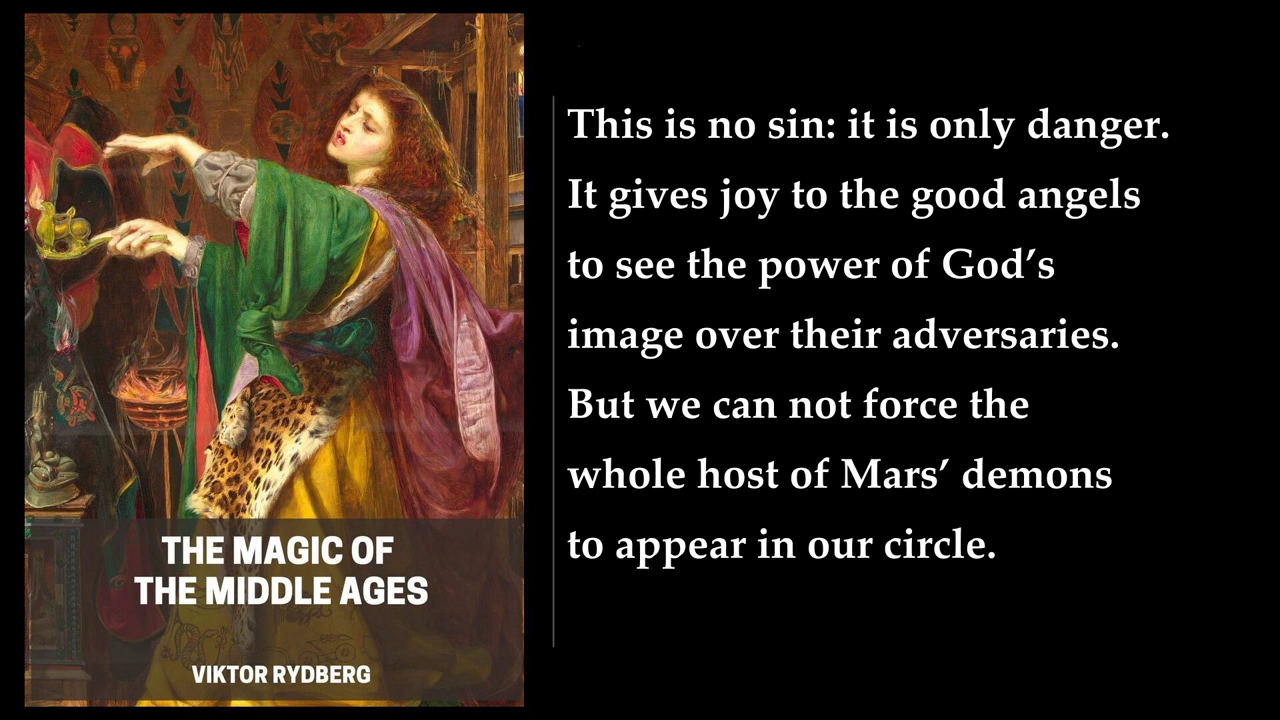 THE MAGIC OF
THE MIDDLE AGES
VIKTOR RYDBERG
This is no sin: it is only danger.
It gives joy to the good angels
to see the power of God’s
image over their adversaries.
But we can not force the
whole host of Mars’ demons
to appear in our circle.